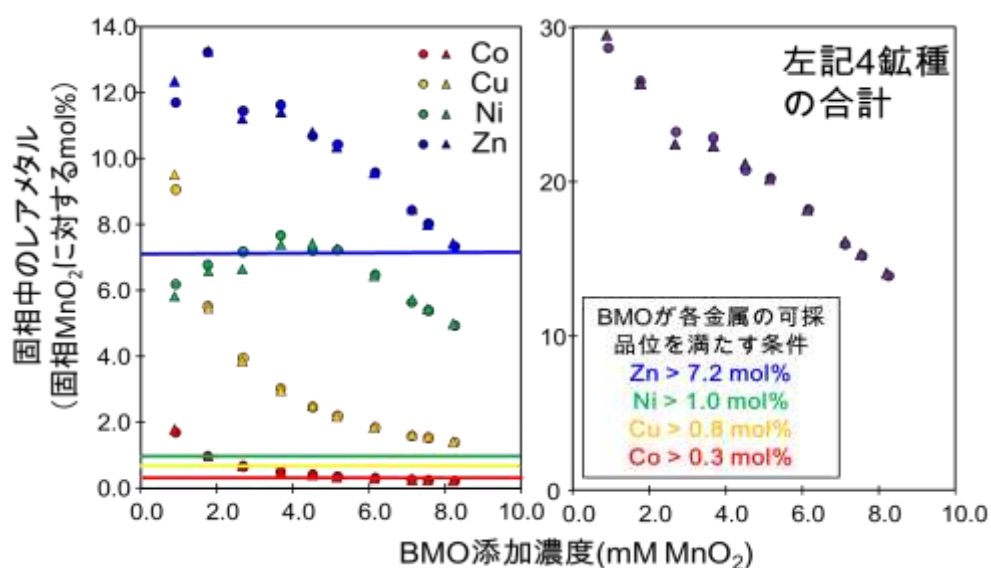 固相中のレアメタル
(固相MnO₂に対するmol%)
14.0
12.0
10.0
8.0
6.0
4.0
2.0
0.0
0.0
2.0
4.0
6.0
8.0
10.0
Co
Cu
Ni
Zn
30
20
10
0
0.0
2.0
4.0
6.0
8.0
10.0
左記4鉱種
の合計
BMOが各金属の可採
品位を満たす条件
Zn > 7.2 mol%
Ni > 1.0 mol%
Cu > 0.8 mol%
Co > 0.3 mol%
BMO添加濃度(mM MnO₂)